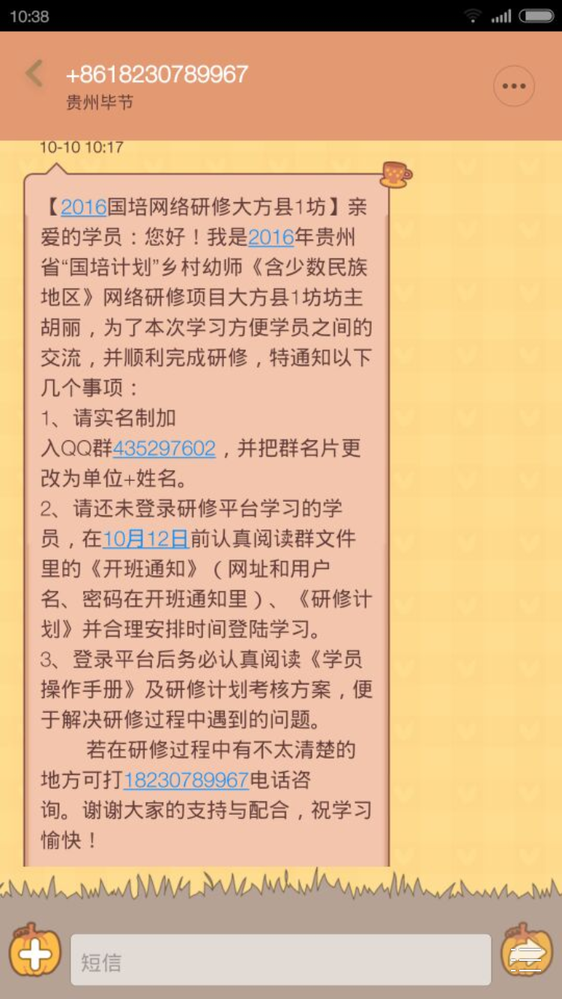 10:38
+8618230789967
贵州毕节
10-10 10:17
【2016国培网络研修大方县1坊】亲
爱的学员：您好！我是2016年贵州
省“国培计划”乡村幼师《含少数民族
地区》网络研修项目大方县1坊坊主
胡丽，为了本次学习方便学员之间的
交流，并顺利完成研修，特通知以下
几个事项：
1、请实名制加
入QQ群435297602，并把群名片更
改为单位+姓名。
2、请还未登录研修平台学习的学
员，在10月12日前认真阅读群文件
里的《开班通知》（网址和用户
名、密码在开班通知里）、《研修计
划》并合理安排时间登陆学习。
3、登录平台后务必认真阅读《学员
操作手册》及研修计划考核方案，便
于解决研修过程中遇到的问题。
若在研修过程中有不太清楚的
地方可打18230789967电话咨
询。谢谢大家的支持与配合，祝学习
愉快！
短信